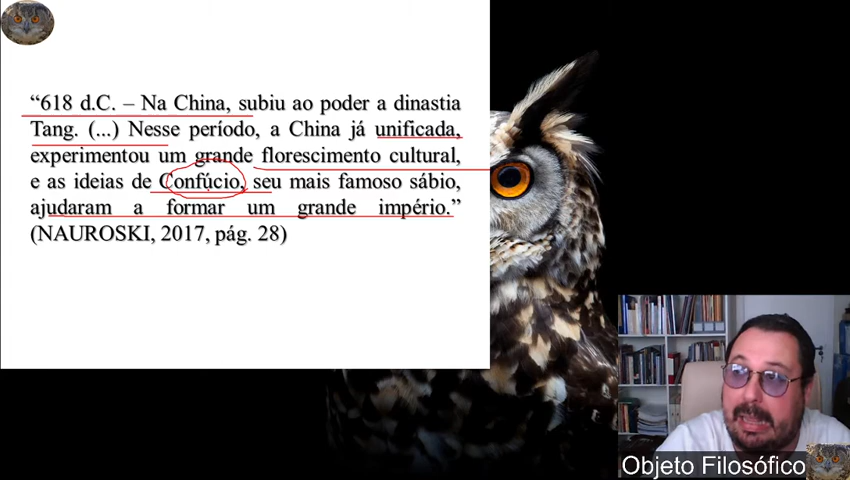 “618 d.C. – Na China, subiu ao poder a dinastia
Tang. (...) Nesse período, a China já unificada,
experimentou um grande florescimento cultural,
e as ideias de Confúcio, seu mais famoso sábio,
ajudaram a formar um grande império.”
(NAUROSKI, 2017, pág. 28)
Objeto Filosófico